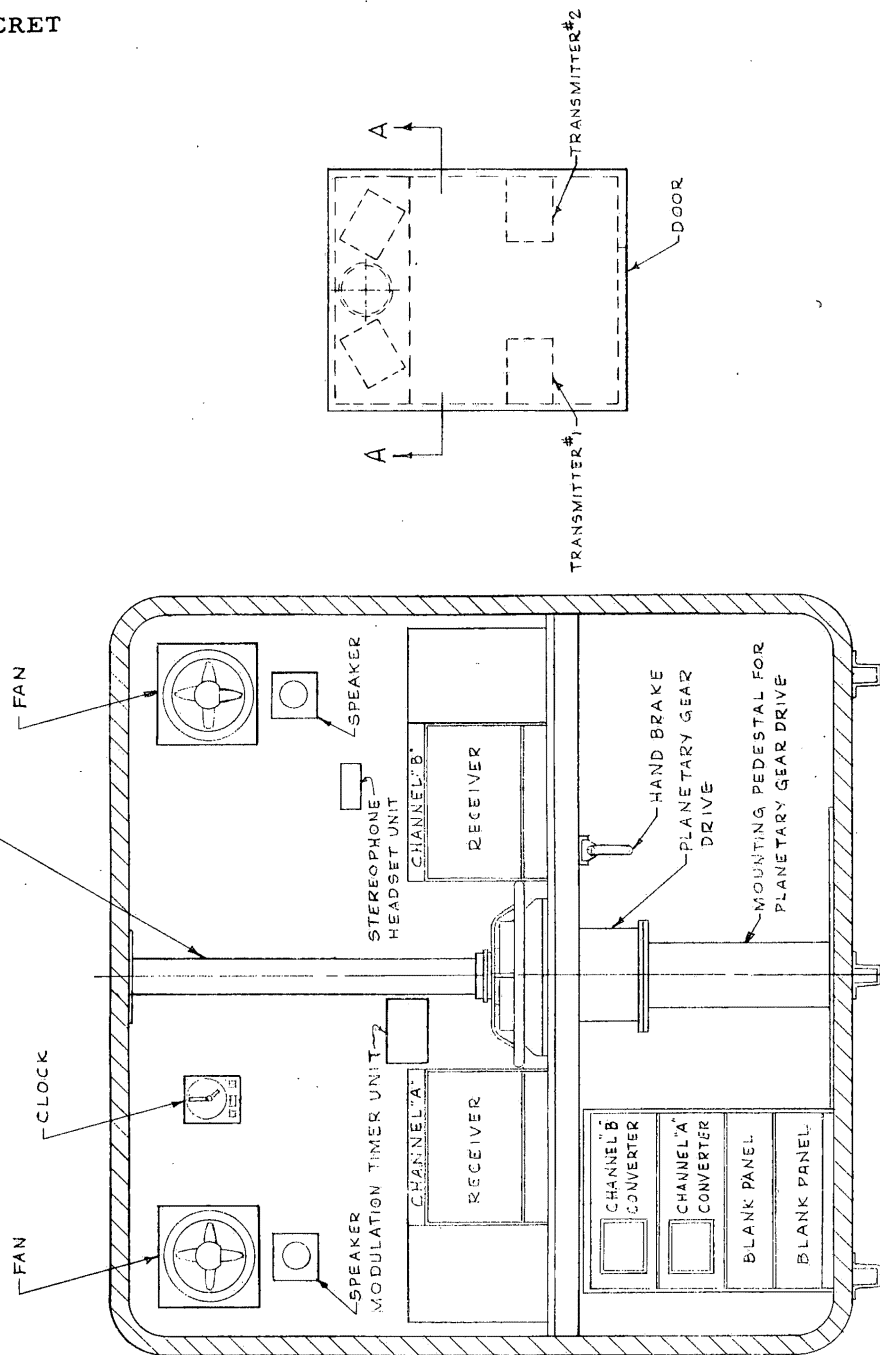 CRET
FAN
CLOCK
FAN
SPEAKER
MODULATION TIMER UNIT
STEREOPHONE
HEADSET UNIT
SPEAKER
CHANNEL "A"
RECEIVER
CHANNEL "B"
RECEIVER
CHANNEL "B
CONVERTER
CHANNEL "A"
CONVERTER
BLANK PANEL
BLANK PANEL
HAND BRAKE
PLANETARY GEAR
DRIVE
MOUNTING PEDESTAL FOR
PLANETARY GEAR DRIVE
A
A
TRANSMITTER #1
TRANSMITTER #2
DOOR